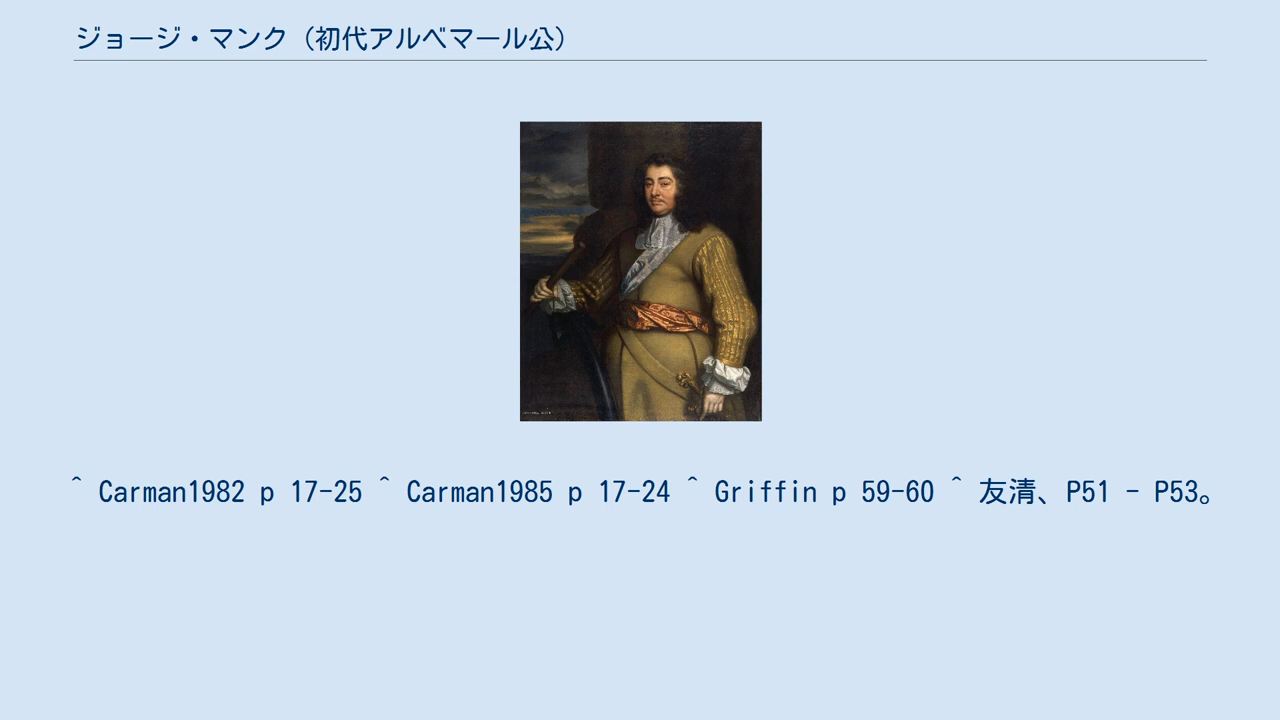 ジョージ・マンク（初代アルベマール公）
^ Carman1982 p 17-25 ^ Carman1985 p 17-24 ^ Griffin p 59-60 ^ 友清、P51 - P53。